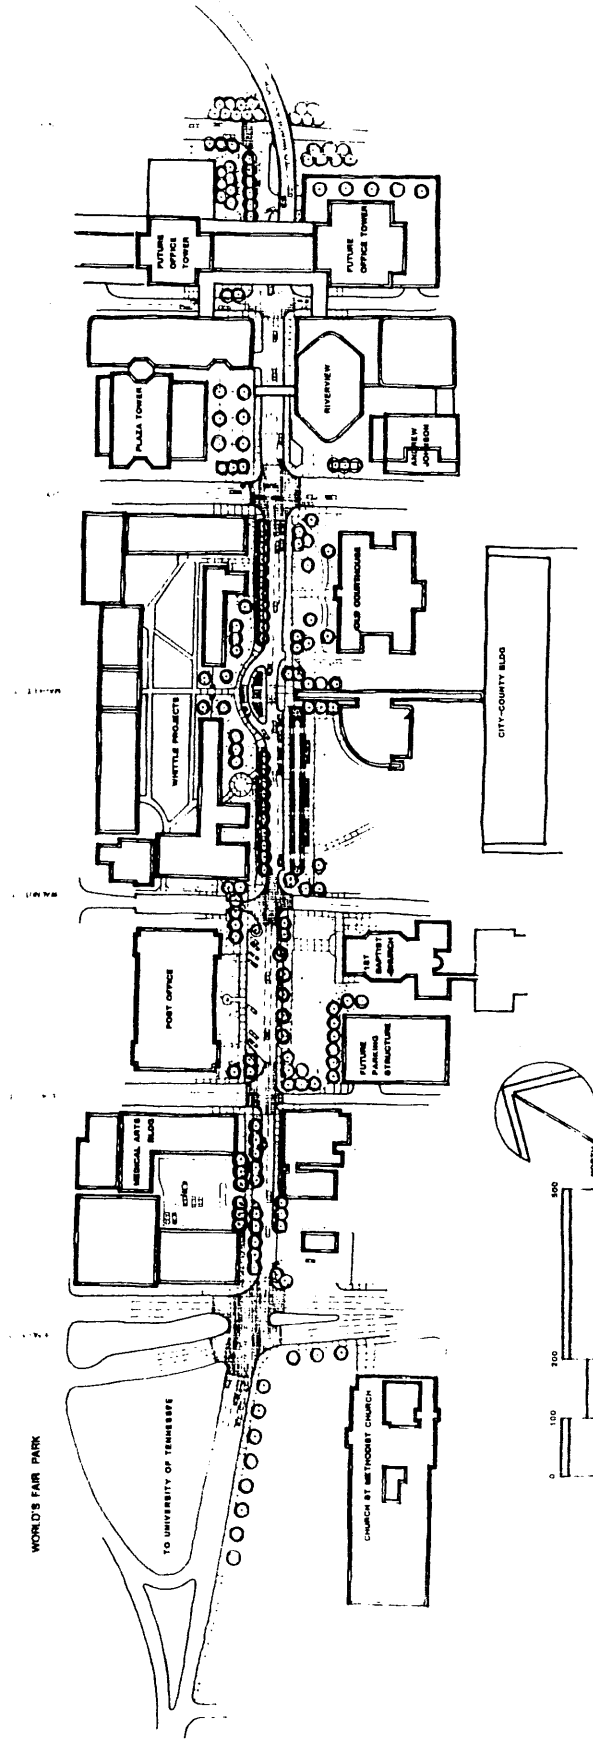 FUTURE
OFFICE
TOWER
FUTURE
OFFICE TOWER
PLAZA TOWER
RIVERVIEW
ANDREW
JOHNSON
OLD COURTHOUSE
CITY-COUNTY BLDG
WHITTLE PROJECTS
POST OFFICE
1ST
BAPTIST
CHURCH
FUTURE
PARKING
STRUCTURE
MEDICAL ARTS
BLDG
CHURCH ST METHODIST CHURCH
TO UNIVERSITY OF TENNESSEE
WORLD'S FAIR PARK
NORTH
0
100
200
500